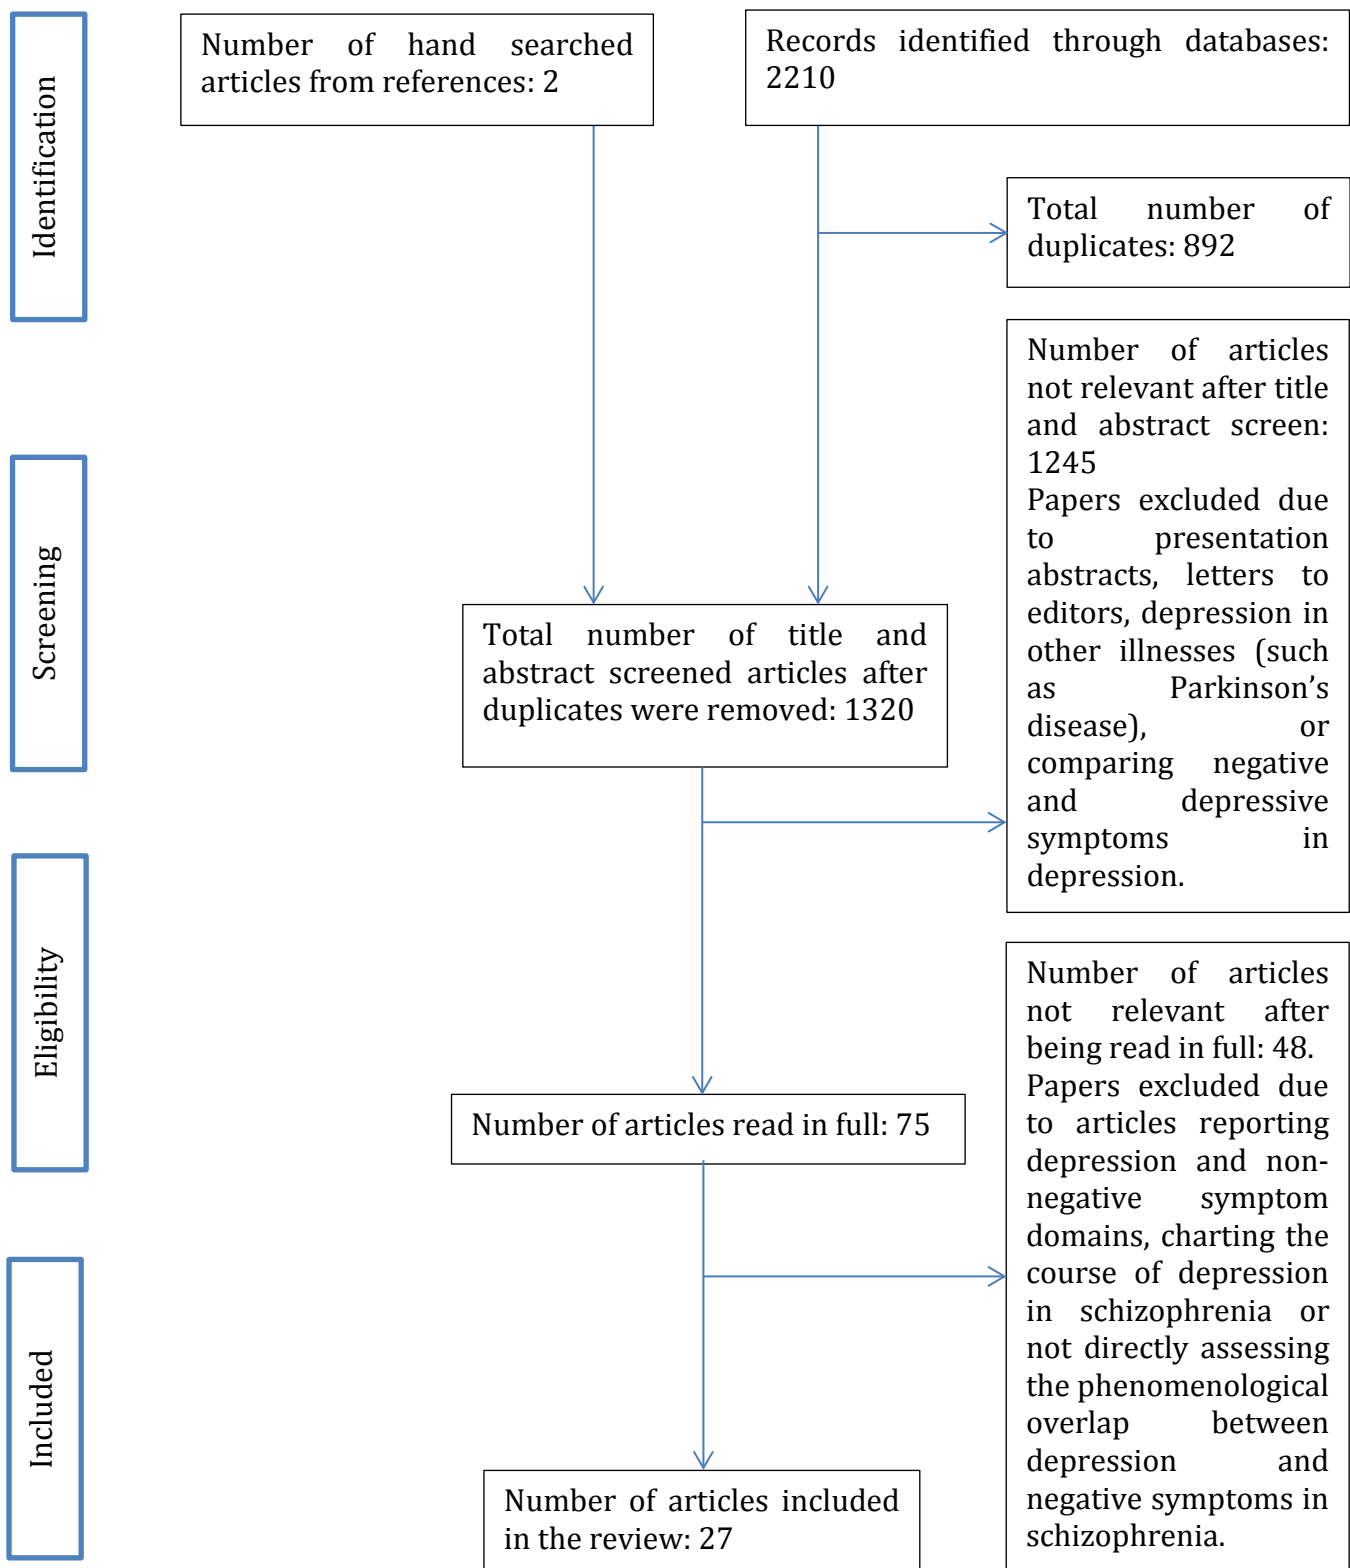 Identification
Number of hand searched
articles from references: 2
Records identified through databases:
2210
Total number of
duplicates: 892
Screening
Number of articles
not relevant after title
and abstract screen:
1245
Papers excluded due
to presentation
abstracts, letters to
editors, depression in
other illnesses (such
as Parkinson’s
disease), or
comparing negative
and depressive
symptoms in
depression.
Total number of title and
abstract screened articles after
duplicates were removed: 1320
Eligibility
Number of articles read in full: 75
Number of articles
not relevant after
being read in full: 48.
Papers excluded due
to articles reporting
depression and non-
negative symptom
domains, charting the
course of depression
in schizophrenia or
not directly assessing
the phenomenological
overlap between
depression and
negative symptoms in
schizophrenia.
Included
Number of articles included
in the review: 27